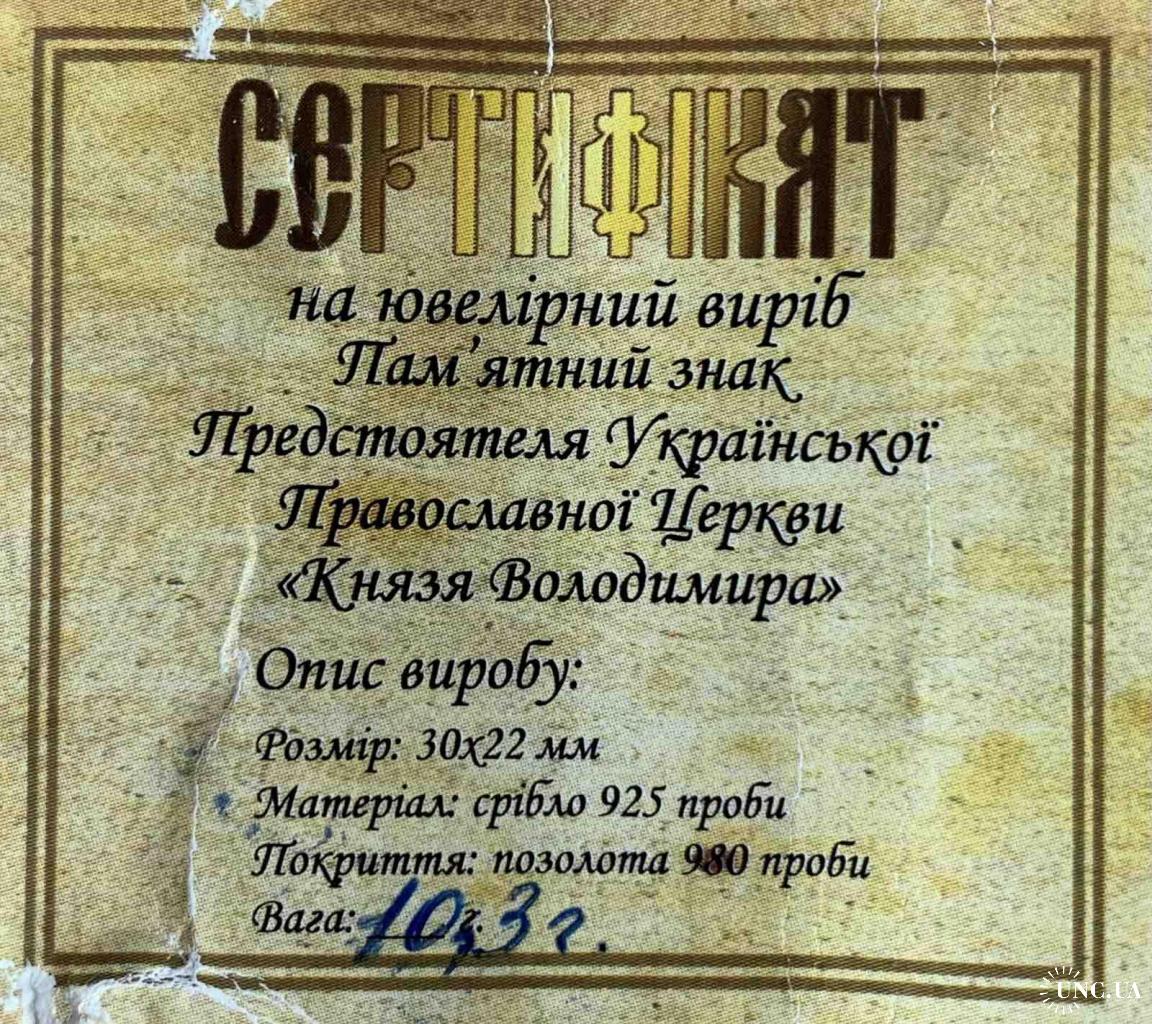 СЕРТИФІКАТ
на ювелірний виріб
Пам'ятний знак
Предстоятеля Української
Православної Церкви
«Князя Володимира»
Опис виробу:
Розмір: 30х22 мм
Матеріал: срібло 925 проби
Покриття: позолота 980 проби
Вага: 10,3 г.
UNC.UA